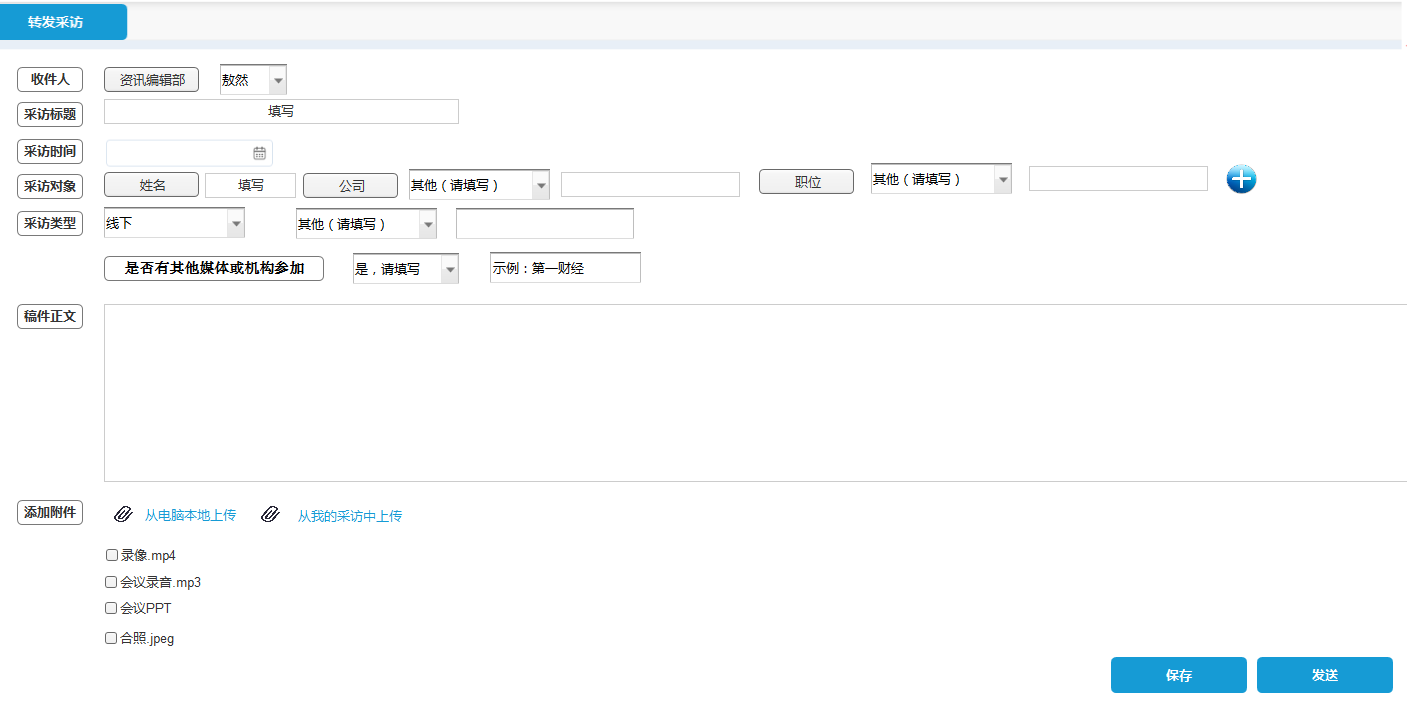 转发采访
收件人 资讯编辑部 敖然
采访标题 填写
采访时间
采访对象 姓名 填写 公司 其他（请填写） 职位 其他（请填写）
采访类型 线下 其他（请填写）
是否有其他媒体或机构参加 是，请填写 示例：第一财经
稿件正文
添加附件 从电脑本地上传 从我的采访中上传
录像.mp4
会议录音.mp3
会议PPT
合照.jpeg
保存 发送